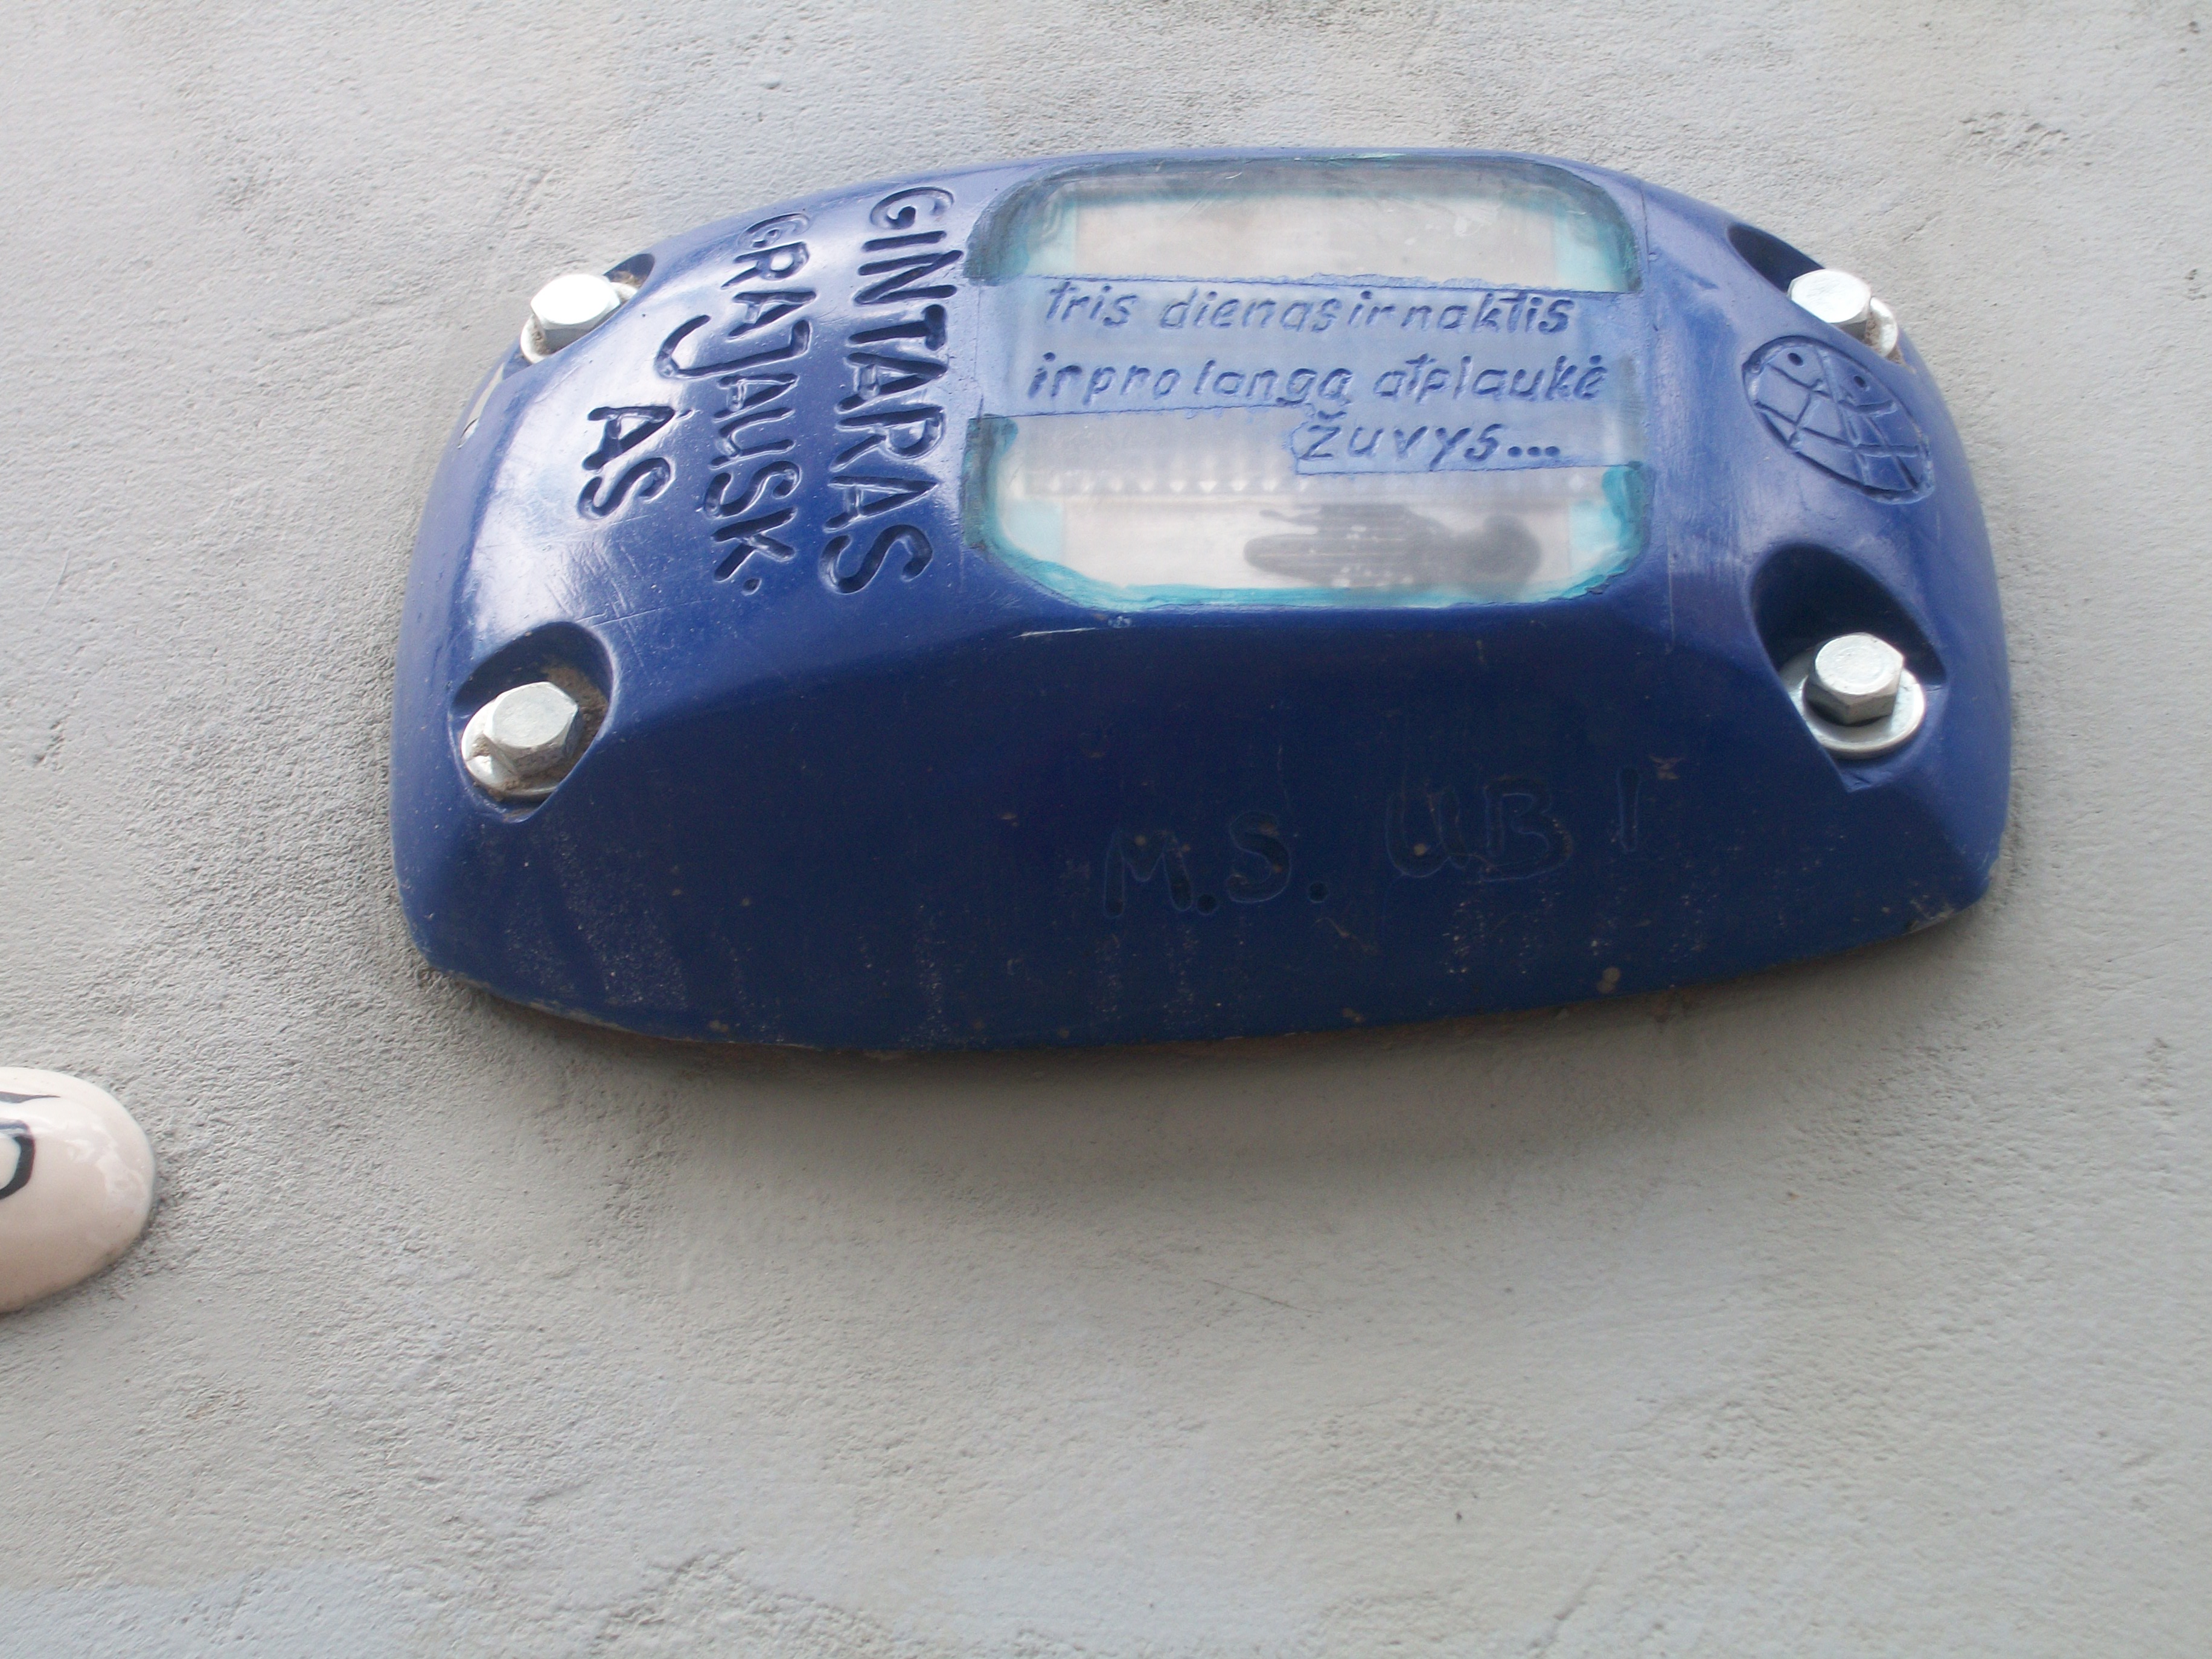 GINTARAS
GRAJAUSK.
AS
tris dienas ir naktis
ir pro langą atplaukė
žuvys...
M.S. UB I